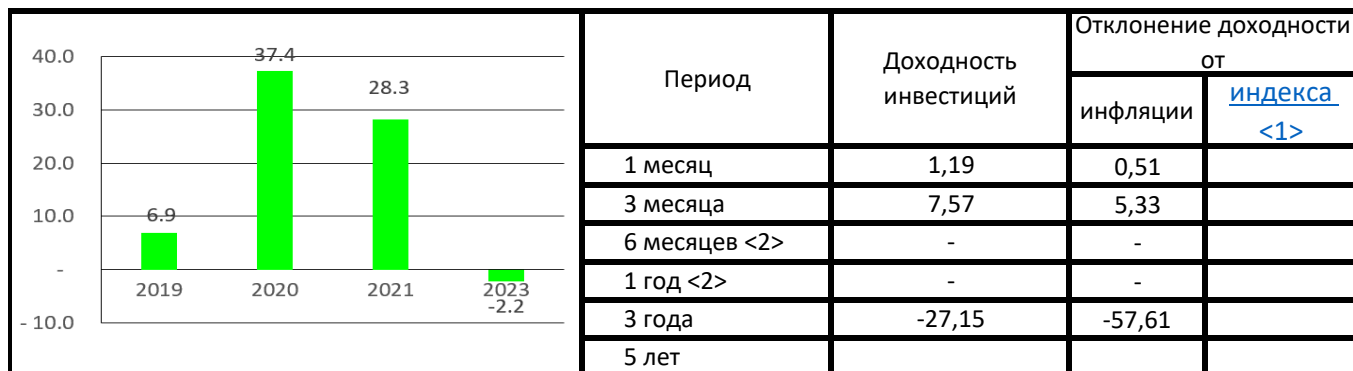 40.0
30.0
20.0
10.0
-
- 10.0
6.9
37.4
28.3
-2.2
2019
2020
2021
2023
Период
Доходность
инвестиций
Отклонение доходности
от
инфляции
индекса
<1>
1 месяц 1,19 0,51
3 месяца 7,57 5,33
6 месяцев <2> - -
1 год <2> - -
3 года -27,15 -57,61
5 лет